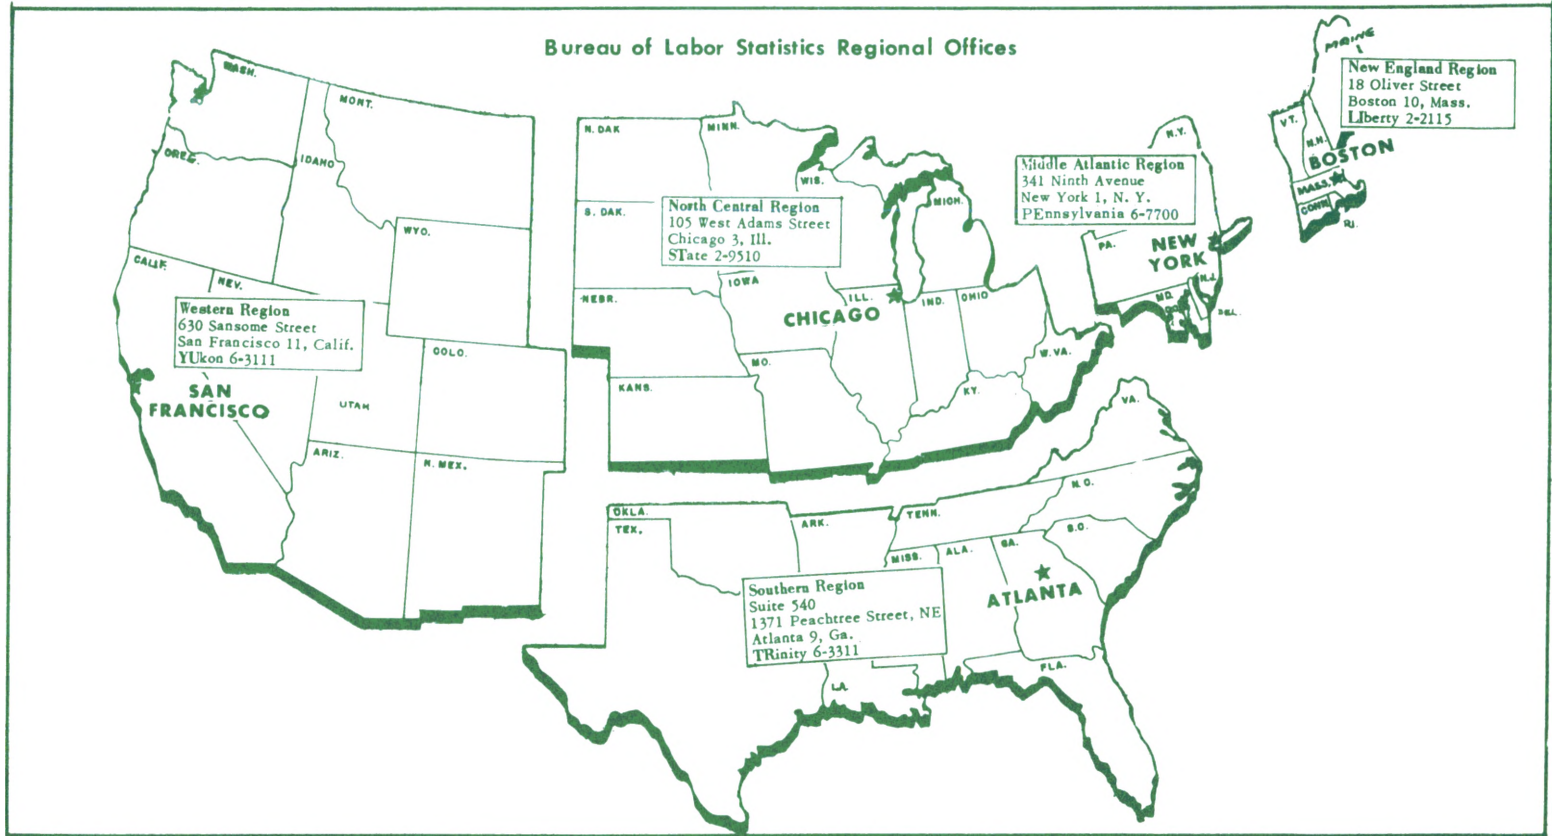 Bureau of Labor Statistics Regional Offices
WASH.
MONT.
OREG.
IDAHO
WYO.
CALIF.
NEV.
Western Region
630 Sansome Street
San Francisco 11, Calif.
YUkon 6-3111
SAN
FRANCISCO
UTAH
COLO.
ARIZ.
N. MEX.
N. DAK
MINN.
S. DAK.
WIS.
MICH.
North Central Region
105 West Adams Street
Chicago 3, Ill.
STate 2-9510
NEBR.
IOWA
ILL.
IND.
OHIO
CHICAGO
KANS.
MO.
KY.
W. VA.
Middle Atlantic Region
341 Ninth Avenue
New York 1, N. Y.
PEnnsylvania 6-7700
N.Y.
PA.
NEW
YORK
N.J.
MD.
DEL.
MAINE
New England Region
18 Oliver Street
Boston 10, Mass.
LIberty 2-2115
VT.
N.H.
BOSTON
MASS.
CONN.
RI.
VA.
N.C.
OKLA.
TEX.
ARK.
TENN.
S.C.
MISS.
ALA.
GA.
ATLANTA
Southern Region
Suite 540
1371 Peachtree Street, NE
Atlanta 9, Ga.
TRinity 6-3311
LA.
FLA.